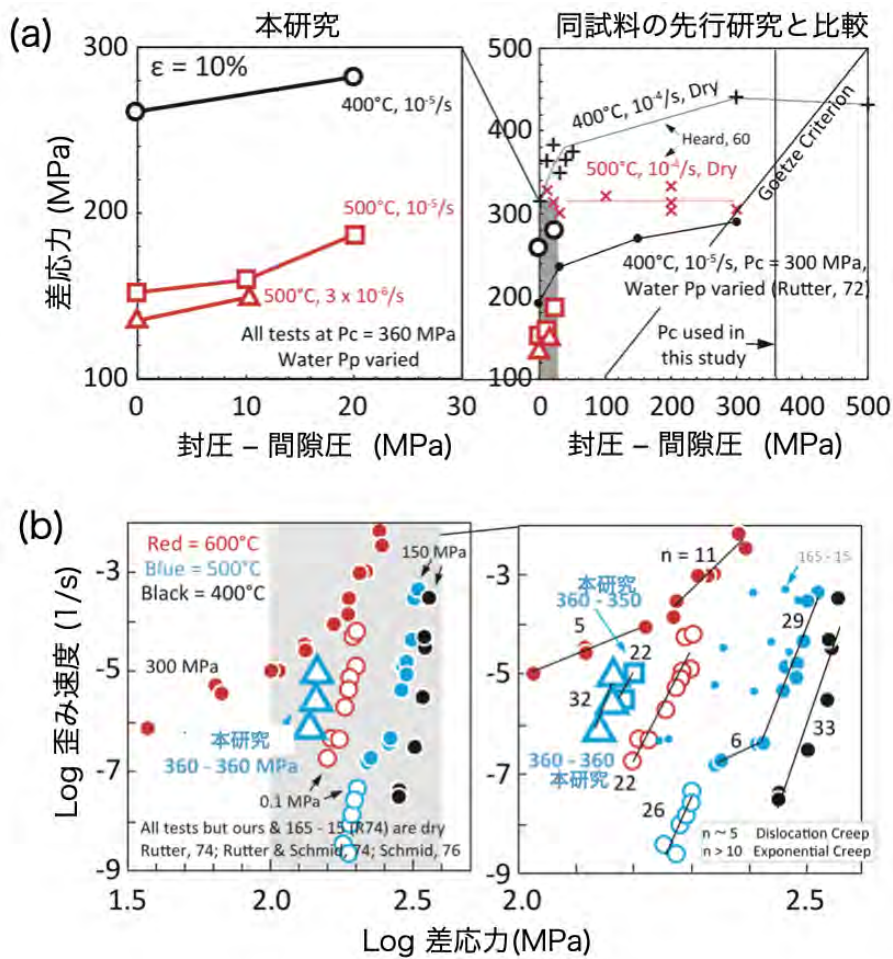 (a)
本研究
同試料の先行研究と比較
300
200
100
差応力 (MPa)
ε = 10%
400°C, 10⁻⁵/s
500°C, 10⁻⁵/s
500°C, 3 x 10⁻⁶/s
All tests at Pc = 360 MPa
Water Pp varied
0
10
20
30
封圧 – 間隙圧 (MPa)
500
400
300
200
100
400°C, 10⁻⁴/s, Dry
Heard, 60
500°C, 10⁻⁴/s, Dry
Goetze Criterion
400°C, 10⁻⁵/s, Pc = 300 MPa,
Water Pp varied (Rutter, 72)
Pc used in
this study
0
100
200
300
400
500
封圧 – 間隙圧 (MPa)
(b)
Log 歪み速度 (1/s)
-3
-5
-7
-9
Red = 600°C
Blue = 500°C
Black = 400°C
150 MPa
300 MPa
本研究
360 - 360 MPa
0.1 MPa
All tests but ours & 165 - 15 (R74) are dry
Rutter, 74; Rutter & Schmid, 74; Schmid, 76
1.5
2.0
2.5
-3
-5
-7
-9
n = 11
165 - 15
本研究
360 - 350
5
22
29
32
6
33
360 - 360
本研究
22
26
n ~ 5 Dislocation Creep
n > 10 Exponential Creep
2.0
2.5
Log 差応力(MPa)